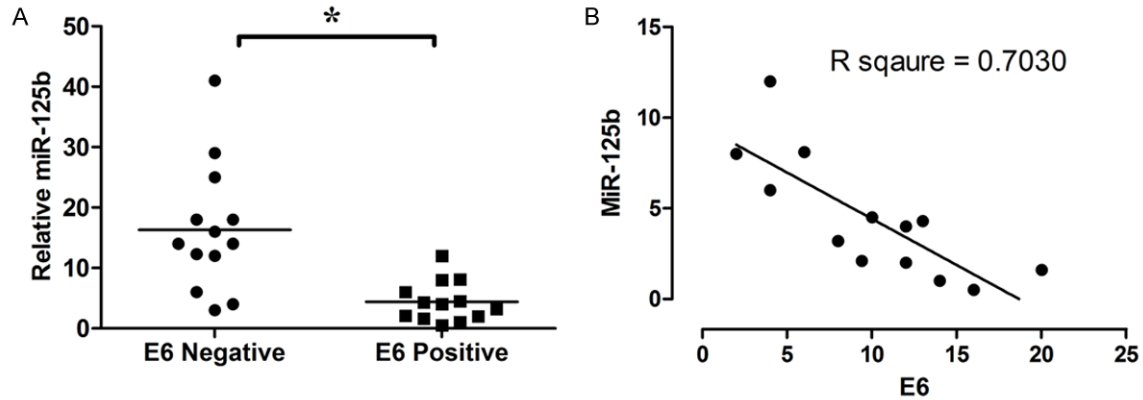 A
*
50
40
30
20
10
0
Relative miR-125b
E6 Negative
E6 Positive
B
R sqaure = 0.7030
15
10
5
0
MiR-125b
0 5 10 15 20 25
E6